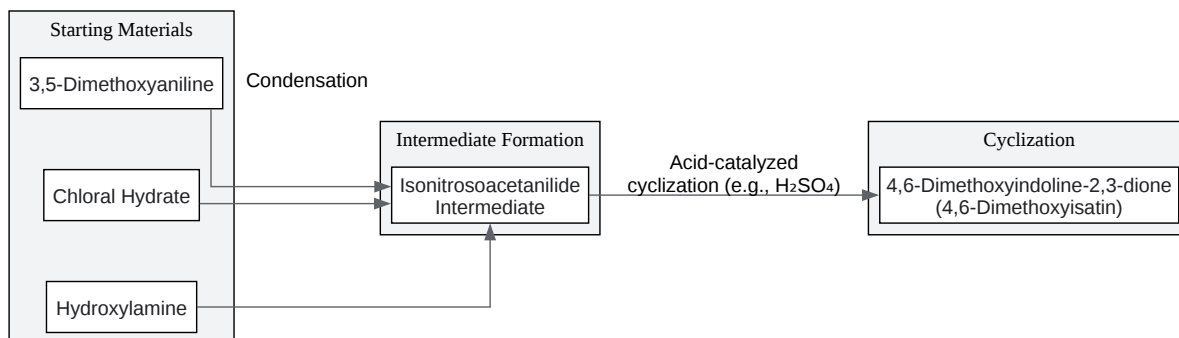 Starting Materials
3,5-Dimethoxyaniline
Condensation
Chloral Hydrate
Hydroxylamine
Intermediate Formation
Isonitrosoacetanilide
Intermediate
Acid-catalyzed
cyclization (e.g., H₂SO₄)
Cyclization
4,6-Dimethoxyindoline-2,3-dione
(4,6-Dimethoxyisatin)